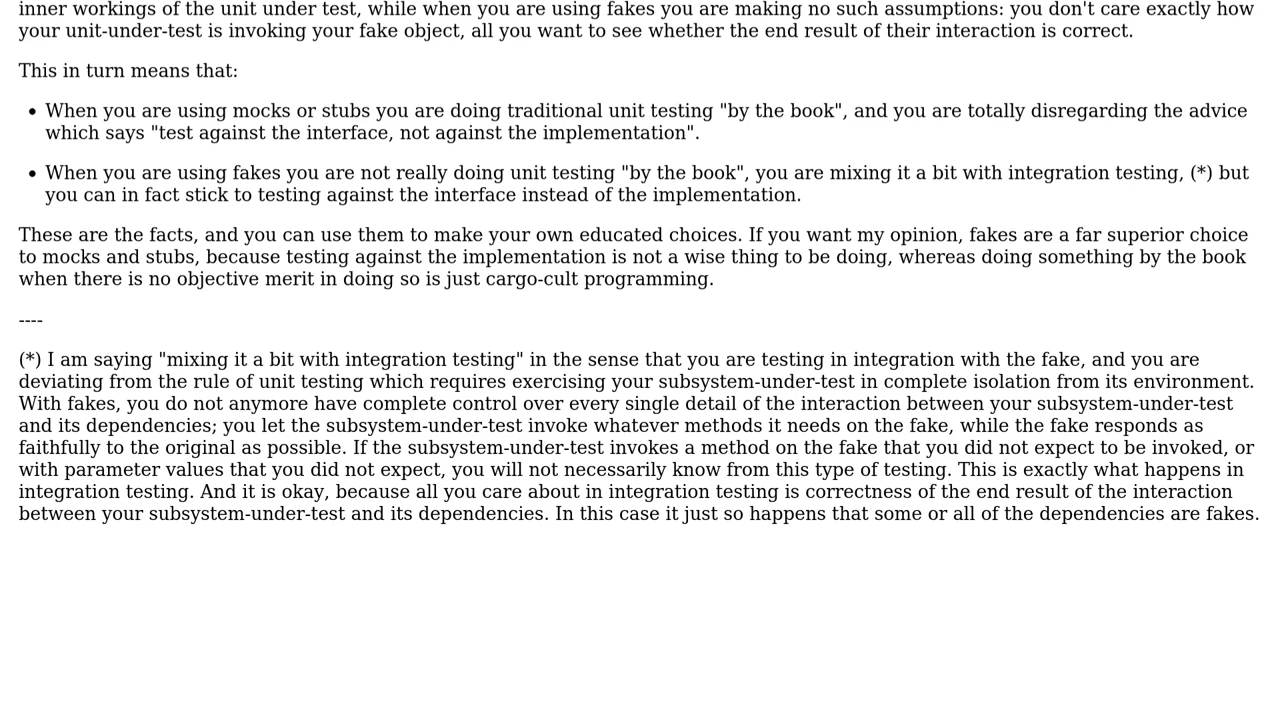 inner workings of the unit under test, while when you are using fakes you are making no such assumptions: you don't care exactly how
your unit-under-test is invoking your fake object, all you want to see whether the end result of their interaction is correct.
This in turn means that:
• When you are using mocks or stubs you are doing traditional unit testing "by the book", and you are totally disregarding the advice
which says "test against the interface, not against the implementation".
• When you are using fakes you are not really doing unit testing "by the book", you are mixing it a bit with integration testing, (*) but
you can in fact stick to testing against the interface instead of the implementation.
These are the facts, and you can use them to make your own educated choices. If you want my opinion, fakes are a far superior choice
to mocks and stubs, because testing against the implementation is not a wise thing to be doing, whereas doing something by the book
when there is no objective merit in doing so is just cargo-cult programming.
----
(*) I am saying "mixing it a bit with integration testing" in the sense that you are testing in integration with the fake, and you are
deviating from the rule of unit testing which requires exercising your subsystem-under-test in complete isolation from its environment.
With fakes, you do not anymore have complete control over every single detail of the interaction between your subsystem-under-test
and its dependencies; you let the subsystem-under-test invoke whatever methods it needs on the fake, while the fake responds as
faithfully to the original as possible. If the subsystem-under-test invokes a method on the fake that you did not expect to be invoked, or
with parameter values that you did not expect, you will not necessarily know from this type of testing. This is exactly what happens in
integration testing. And it is okay, because all you care about in integration testing is correctness of the end result of the interaction
between your subsystem-under-test and its dependencies. In this case it just so happens that some or all of the dependencies are fakes.